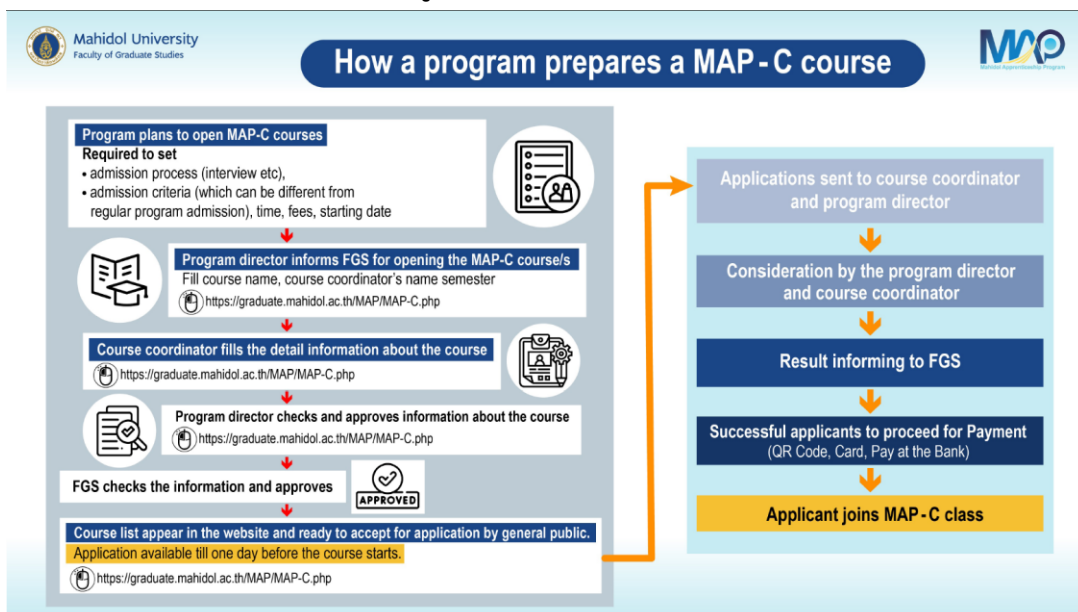 Mahidol University
Faculty of Graduate Studies
How a program prepares a MAP-C course
MAP
Mahidol Apprenticeship Program
Program plans to open MAP-C courses
Required to set
• admission process (interview etc),
• admission criteria (which can be different from
regular program admission), time, fees, starting date
Program director informs FGS for opening the MAP-C course/s
Fill course name, course coordinator's name semester
https://graduate.mahidol.ac.th/MAP/MAP-C.php
Course coordinator fills the detail information about the course
https://graduate.mahidol.ac.th/MAP/MAP-C.php
Program director checks and approves information about the course
https://graduate.mahidol.ac.th/MAP/MAP-C.php
FGS checks the information and approves
APPROVED
Course list appear in the website and ready to accept for application by general public.
Application available till one day before the course starts.
https://graduate.mahidol.ac.th/MAP/MAP-C.php
Applications sent to course coordinator
and program director
Consideration by the program director
and course coordinator
Result informing to FGS
Successful applicants to proceed for Payment
(QR Code, Card, Pay at the Bank)
Applicant joins MAP-C class